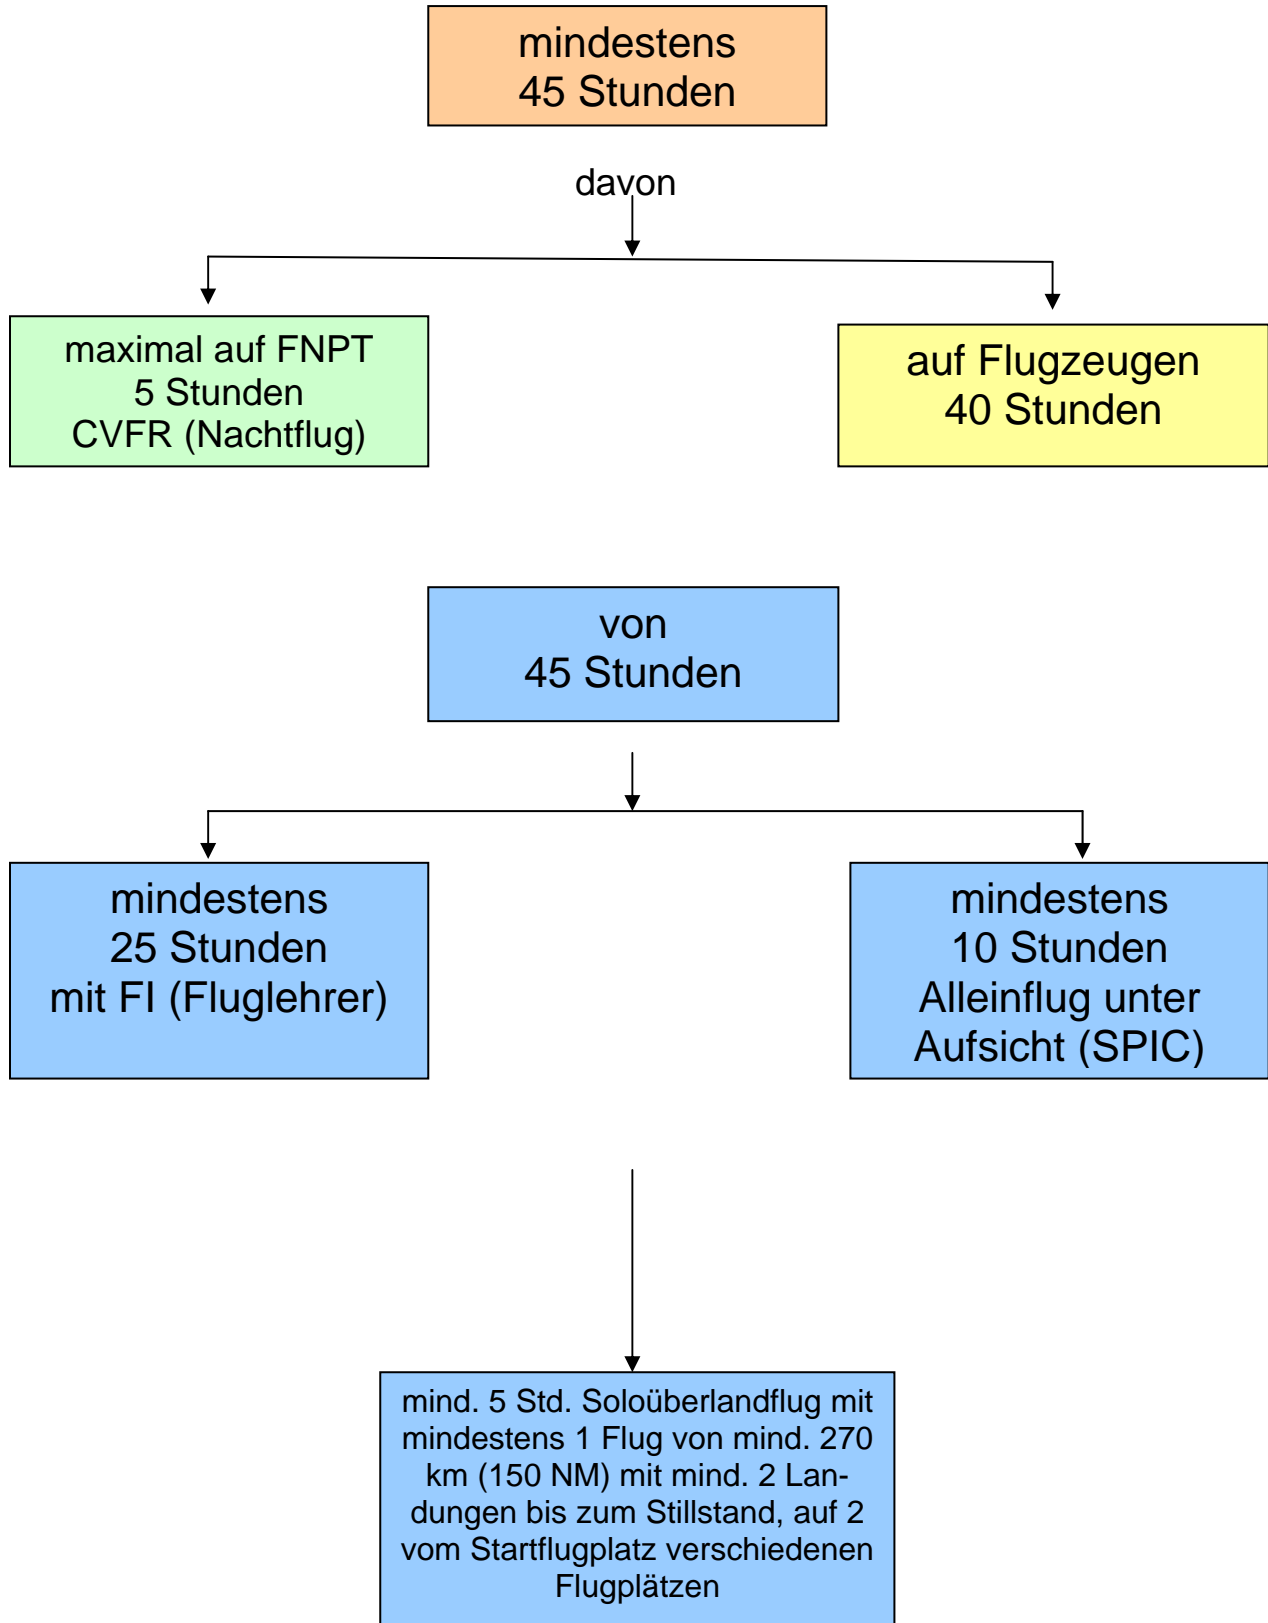 mindestens
45 Stunden
davon
maximal auf FNPT
5 Stunden
CVFR (Nachtflug)
auf Flugzeugen
40 Stunden
von
45 Stunden
mindestens
25 Stunden
mit FI (Fluglehrer)
mindestens
10 Stunden
Alleinflug unter
Aufsicht (SPIC)
mind. 5 Std. Soloüberlandflug mit
mindestens 1 Flug von mind. 270
km (150 NM) mit mind. 2 Lan-
dungen bis zum Stillstand, auf 2
vom Startflugplatz verschiedenen
Flugplätzen